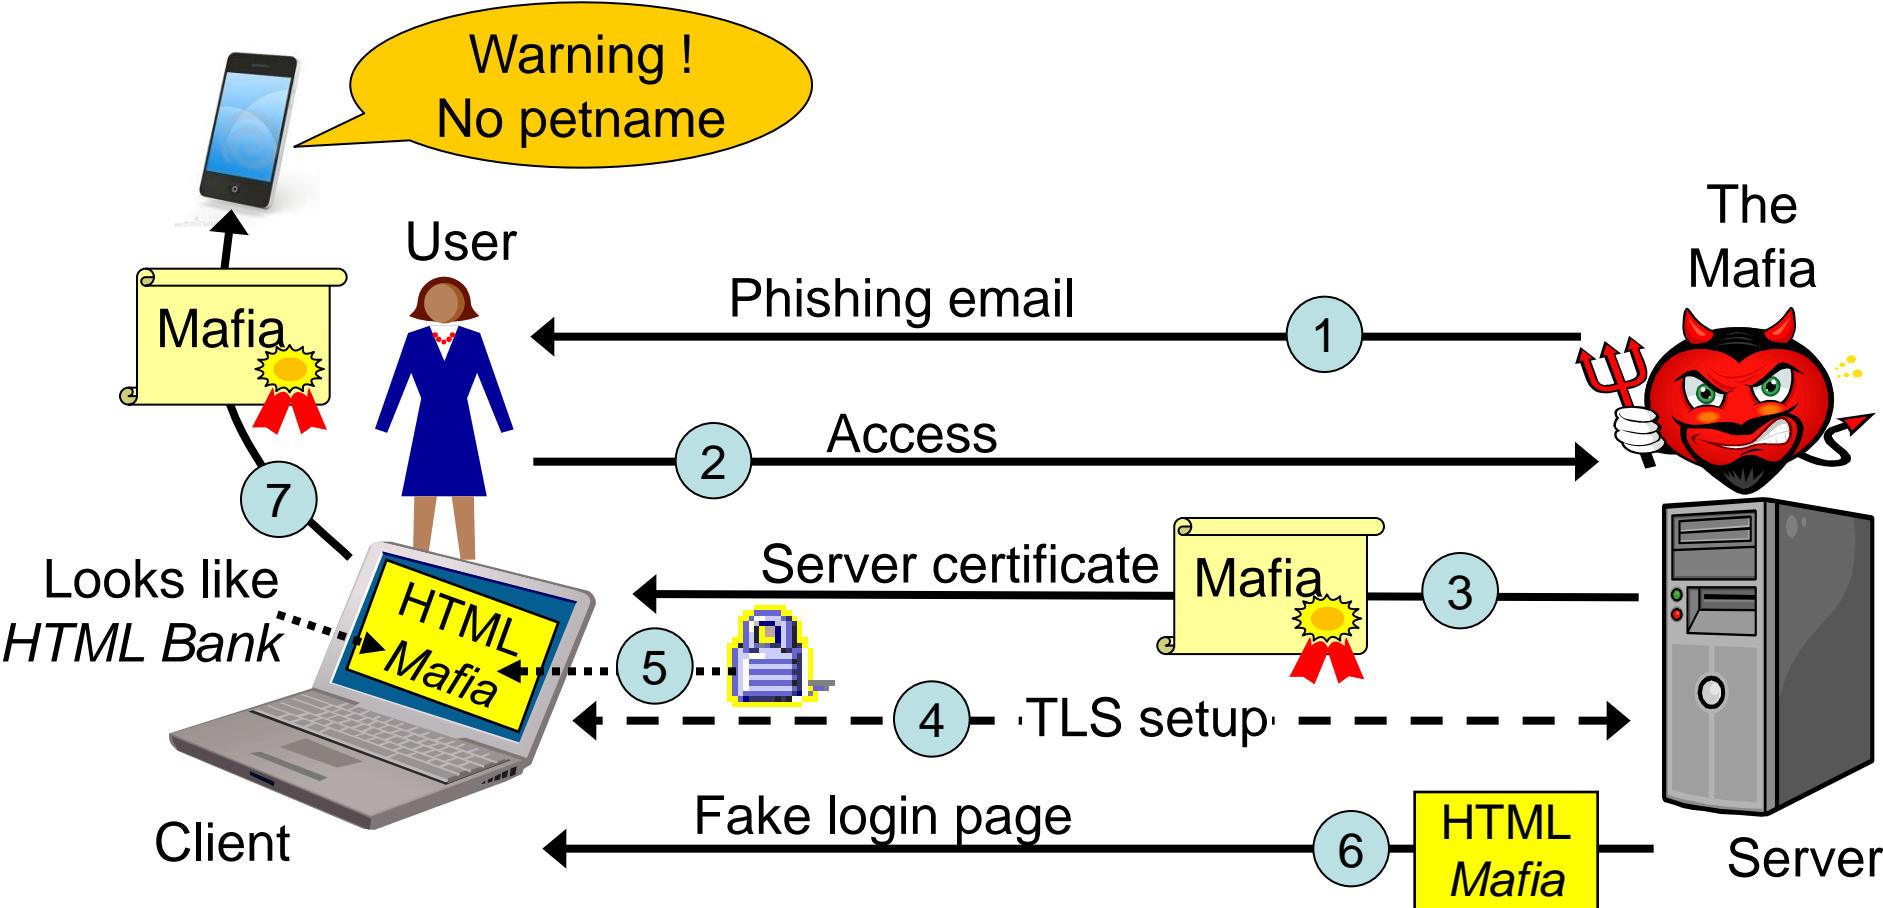 Warning !
No petname
User
The
Mafia
Mafia
Phishing email
1
Access
2
7
Server certificate
Mafia
3
Looks like
HTML Bank
HTML
Mafia
5
4
TLS setup
Fake login page
6
HTML
Mafia
Client
Server